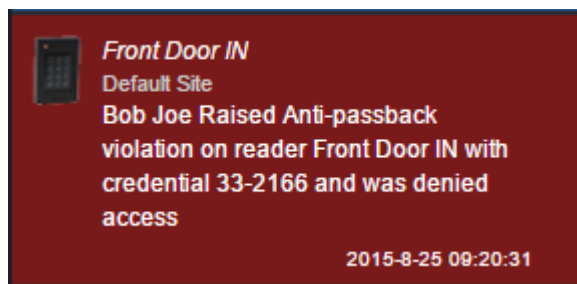 Front Door IN
Default Site
Bob Joe Raised Anti-passback
violation on reader Front Door IN with
credential 33-2166 and was denied
access
2015-8-25 09:20:31